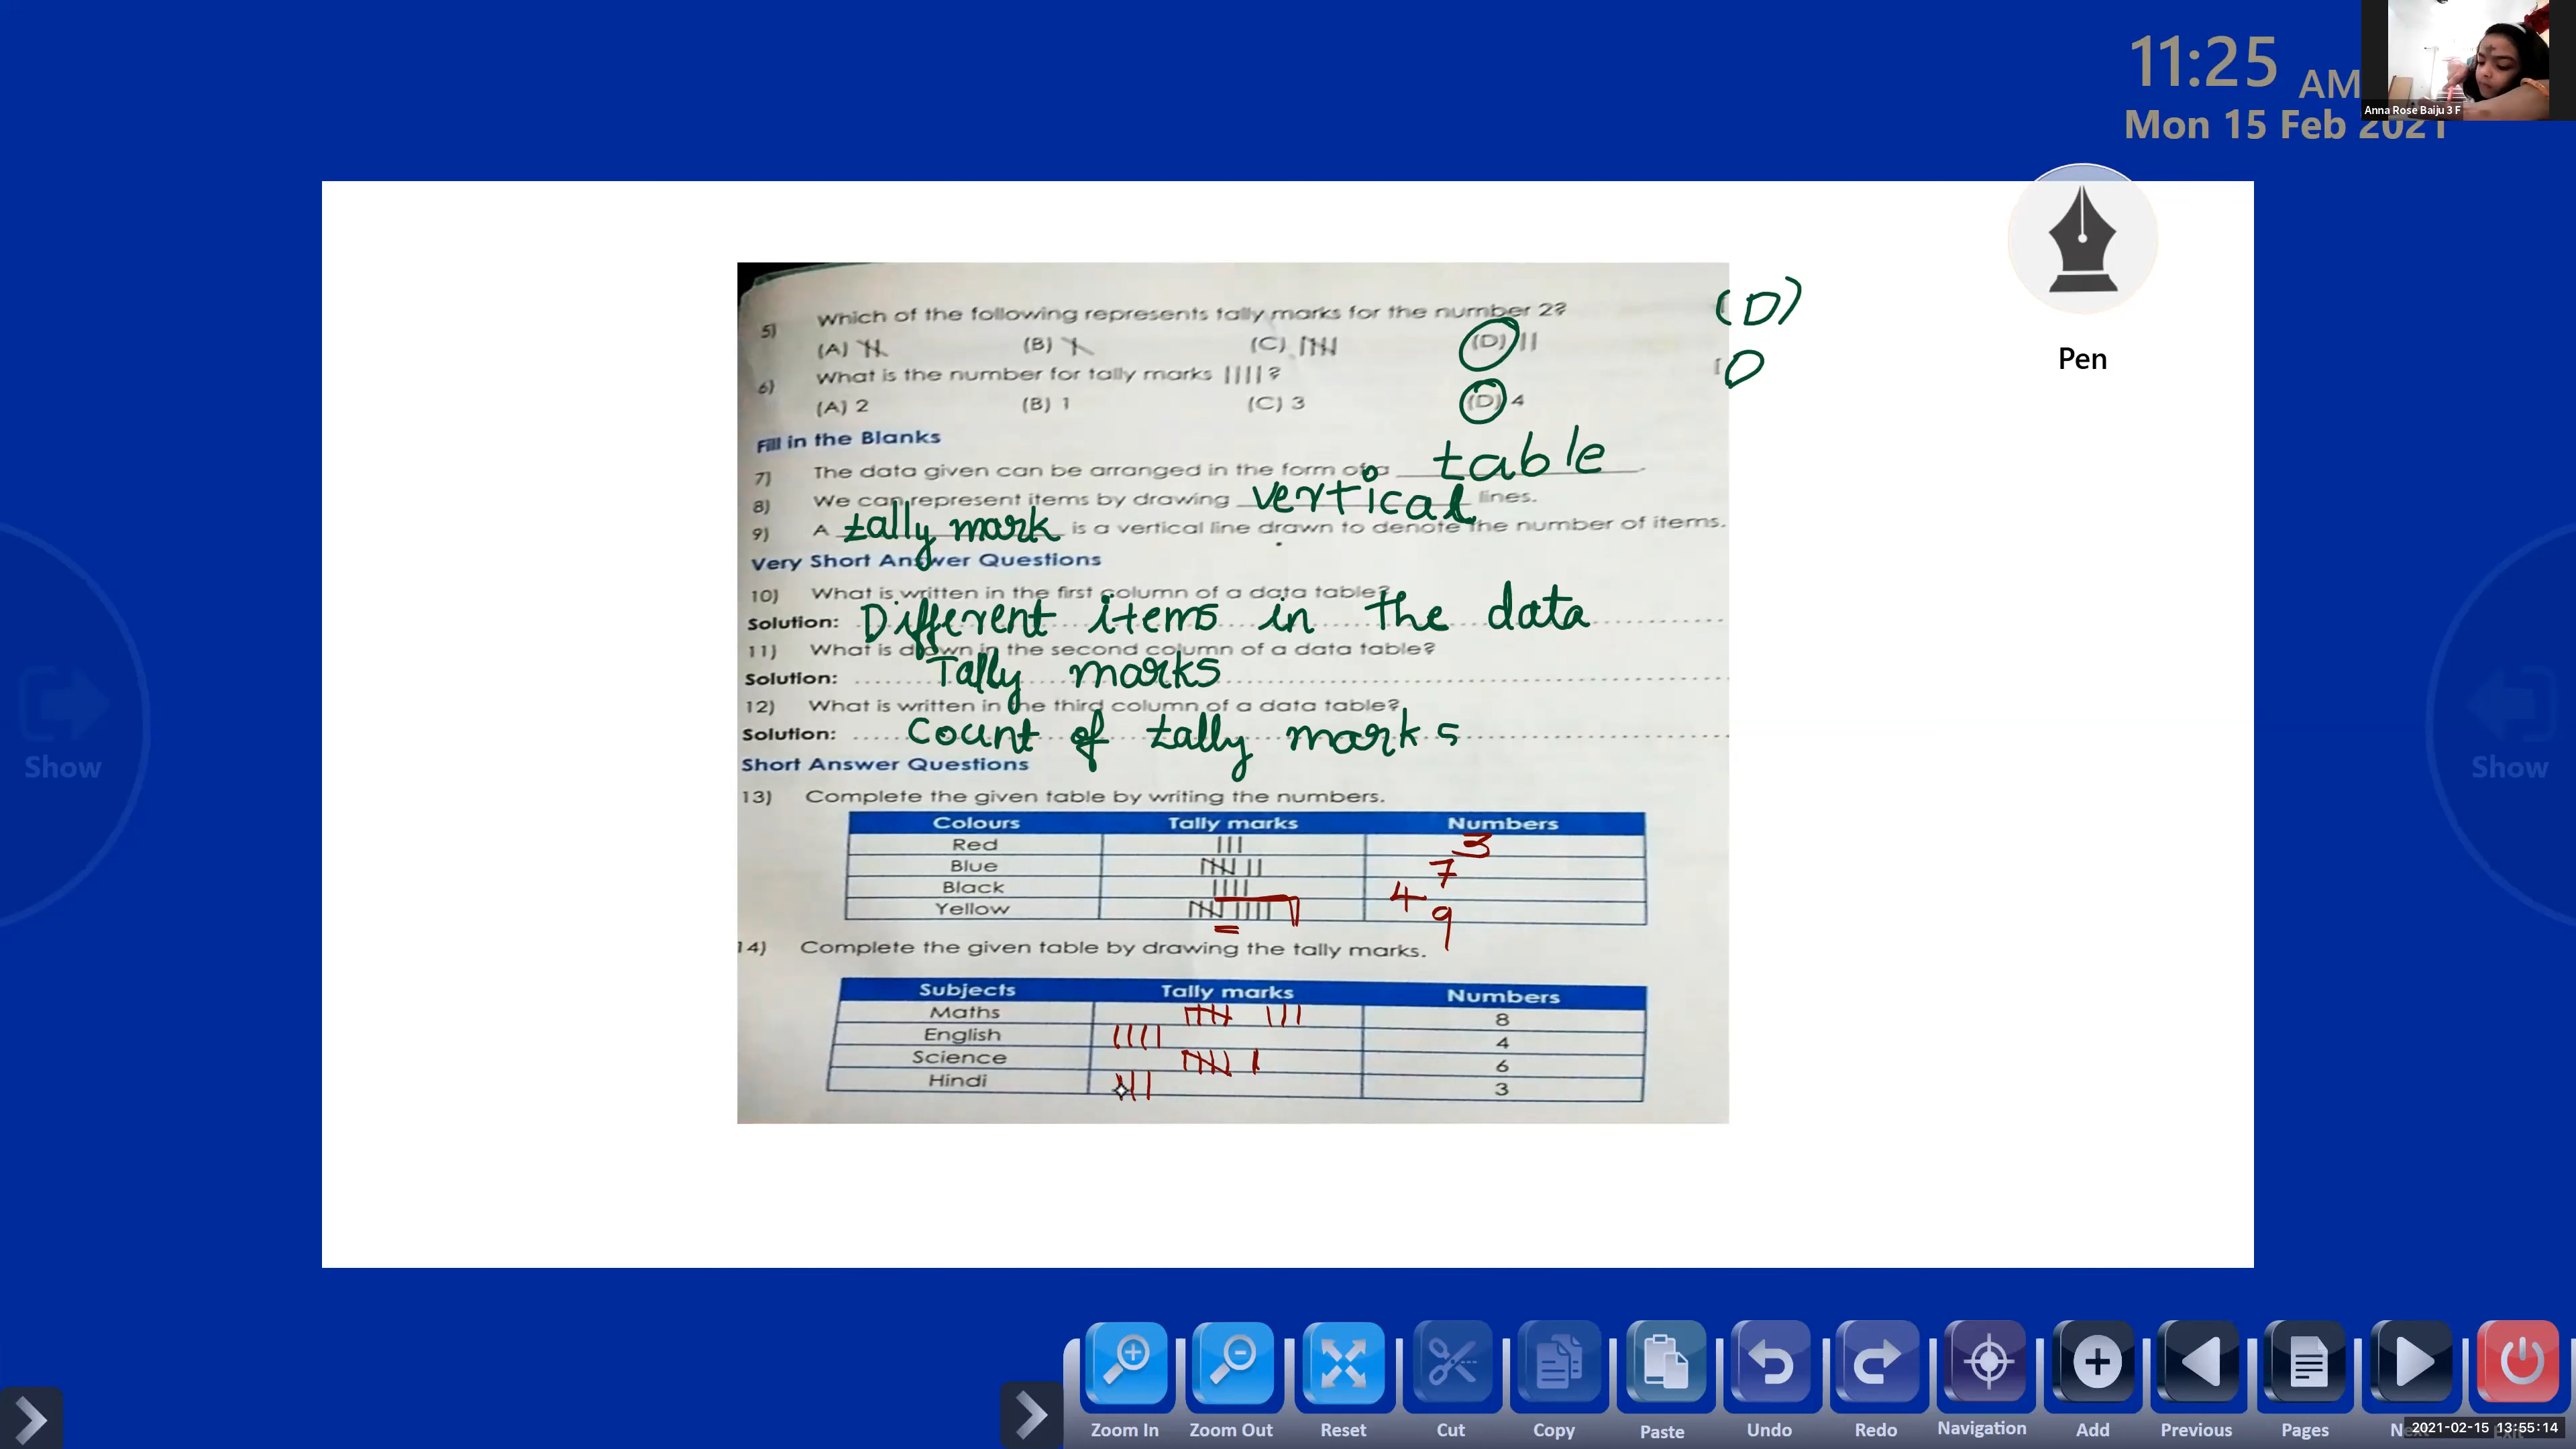 11:25 AM
Anna Rose Baiju 3 F
Mon 15 Feb 2021
Pen
5) Which of the following represents tally marks for the number 2? (D)
(A) (B) (C) (D) ||
6) What is the number for tally marks ||||? D
(A) 2 (B) 1 (C) 3 (D) 4
Fill in the Blanks
7) The data given can be arranged in the form of a table.
8) We can represent items by drawing vertical lines.
9) A tally mark is a vertical line drawn to denote the number of items.
Very Short Answer Questions
10) What is written in the first column of a data table?
Solution: Different items in the data
11) What is drawn in the second column of a data table?
Solution: Tally marks
12) What is written in the third column of a data table?
Solution: Count of tally marks
Short Answer Questions
13) Complete the given table by writing the numbers.
Colours Tally marks Numbers
Red ||| 3
Blue 7
Black |||| 4
Yellow 9
14) Complete the given table by drawing the tally marks.
Subjects Tally marks Numbers
Maths 8
English |||| 4
Science 6
Hindi ||| 3
Show
Show
Zoom In Zoom Out Reset Cut Copy Paste Undo Redo Navigation Add Previous Pages
2021-02-15 13:55:14